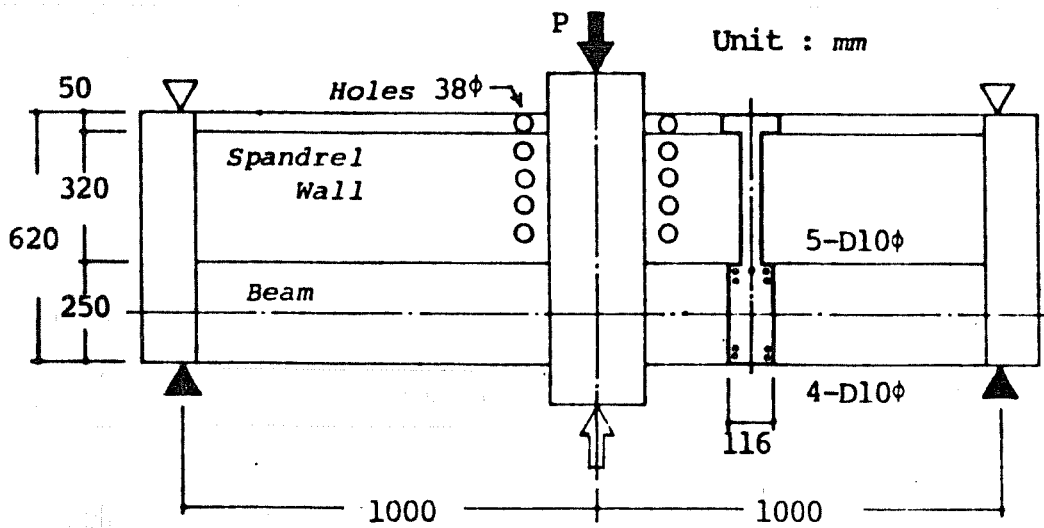 P
Unit : mm
50
Holes 38ϕ
Spandrel
Wall
320
620
5-D10ϕ
250
Beam
4-D10ϕ
116
1000
1000